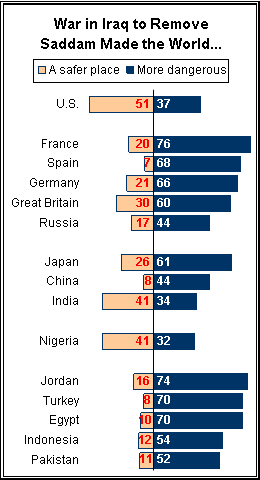 War in Iraq to Remove
Saddam Made the World...
A safer place More dangerous
U.S. 51 37
France 20 76
Spain 7 68
Germany 21 66
Great Britain 30 60
Russia 17 44
Japan 26 61
China 8 44
India 41 34
Nigeria 41 32
Jordan 16 74
Turkey 8 70
Egypt 10 70
Indonesia 12 54
Pakistan 11 52